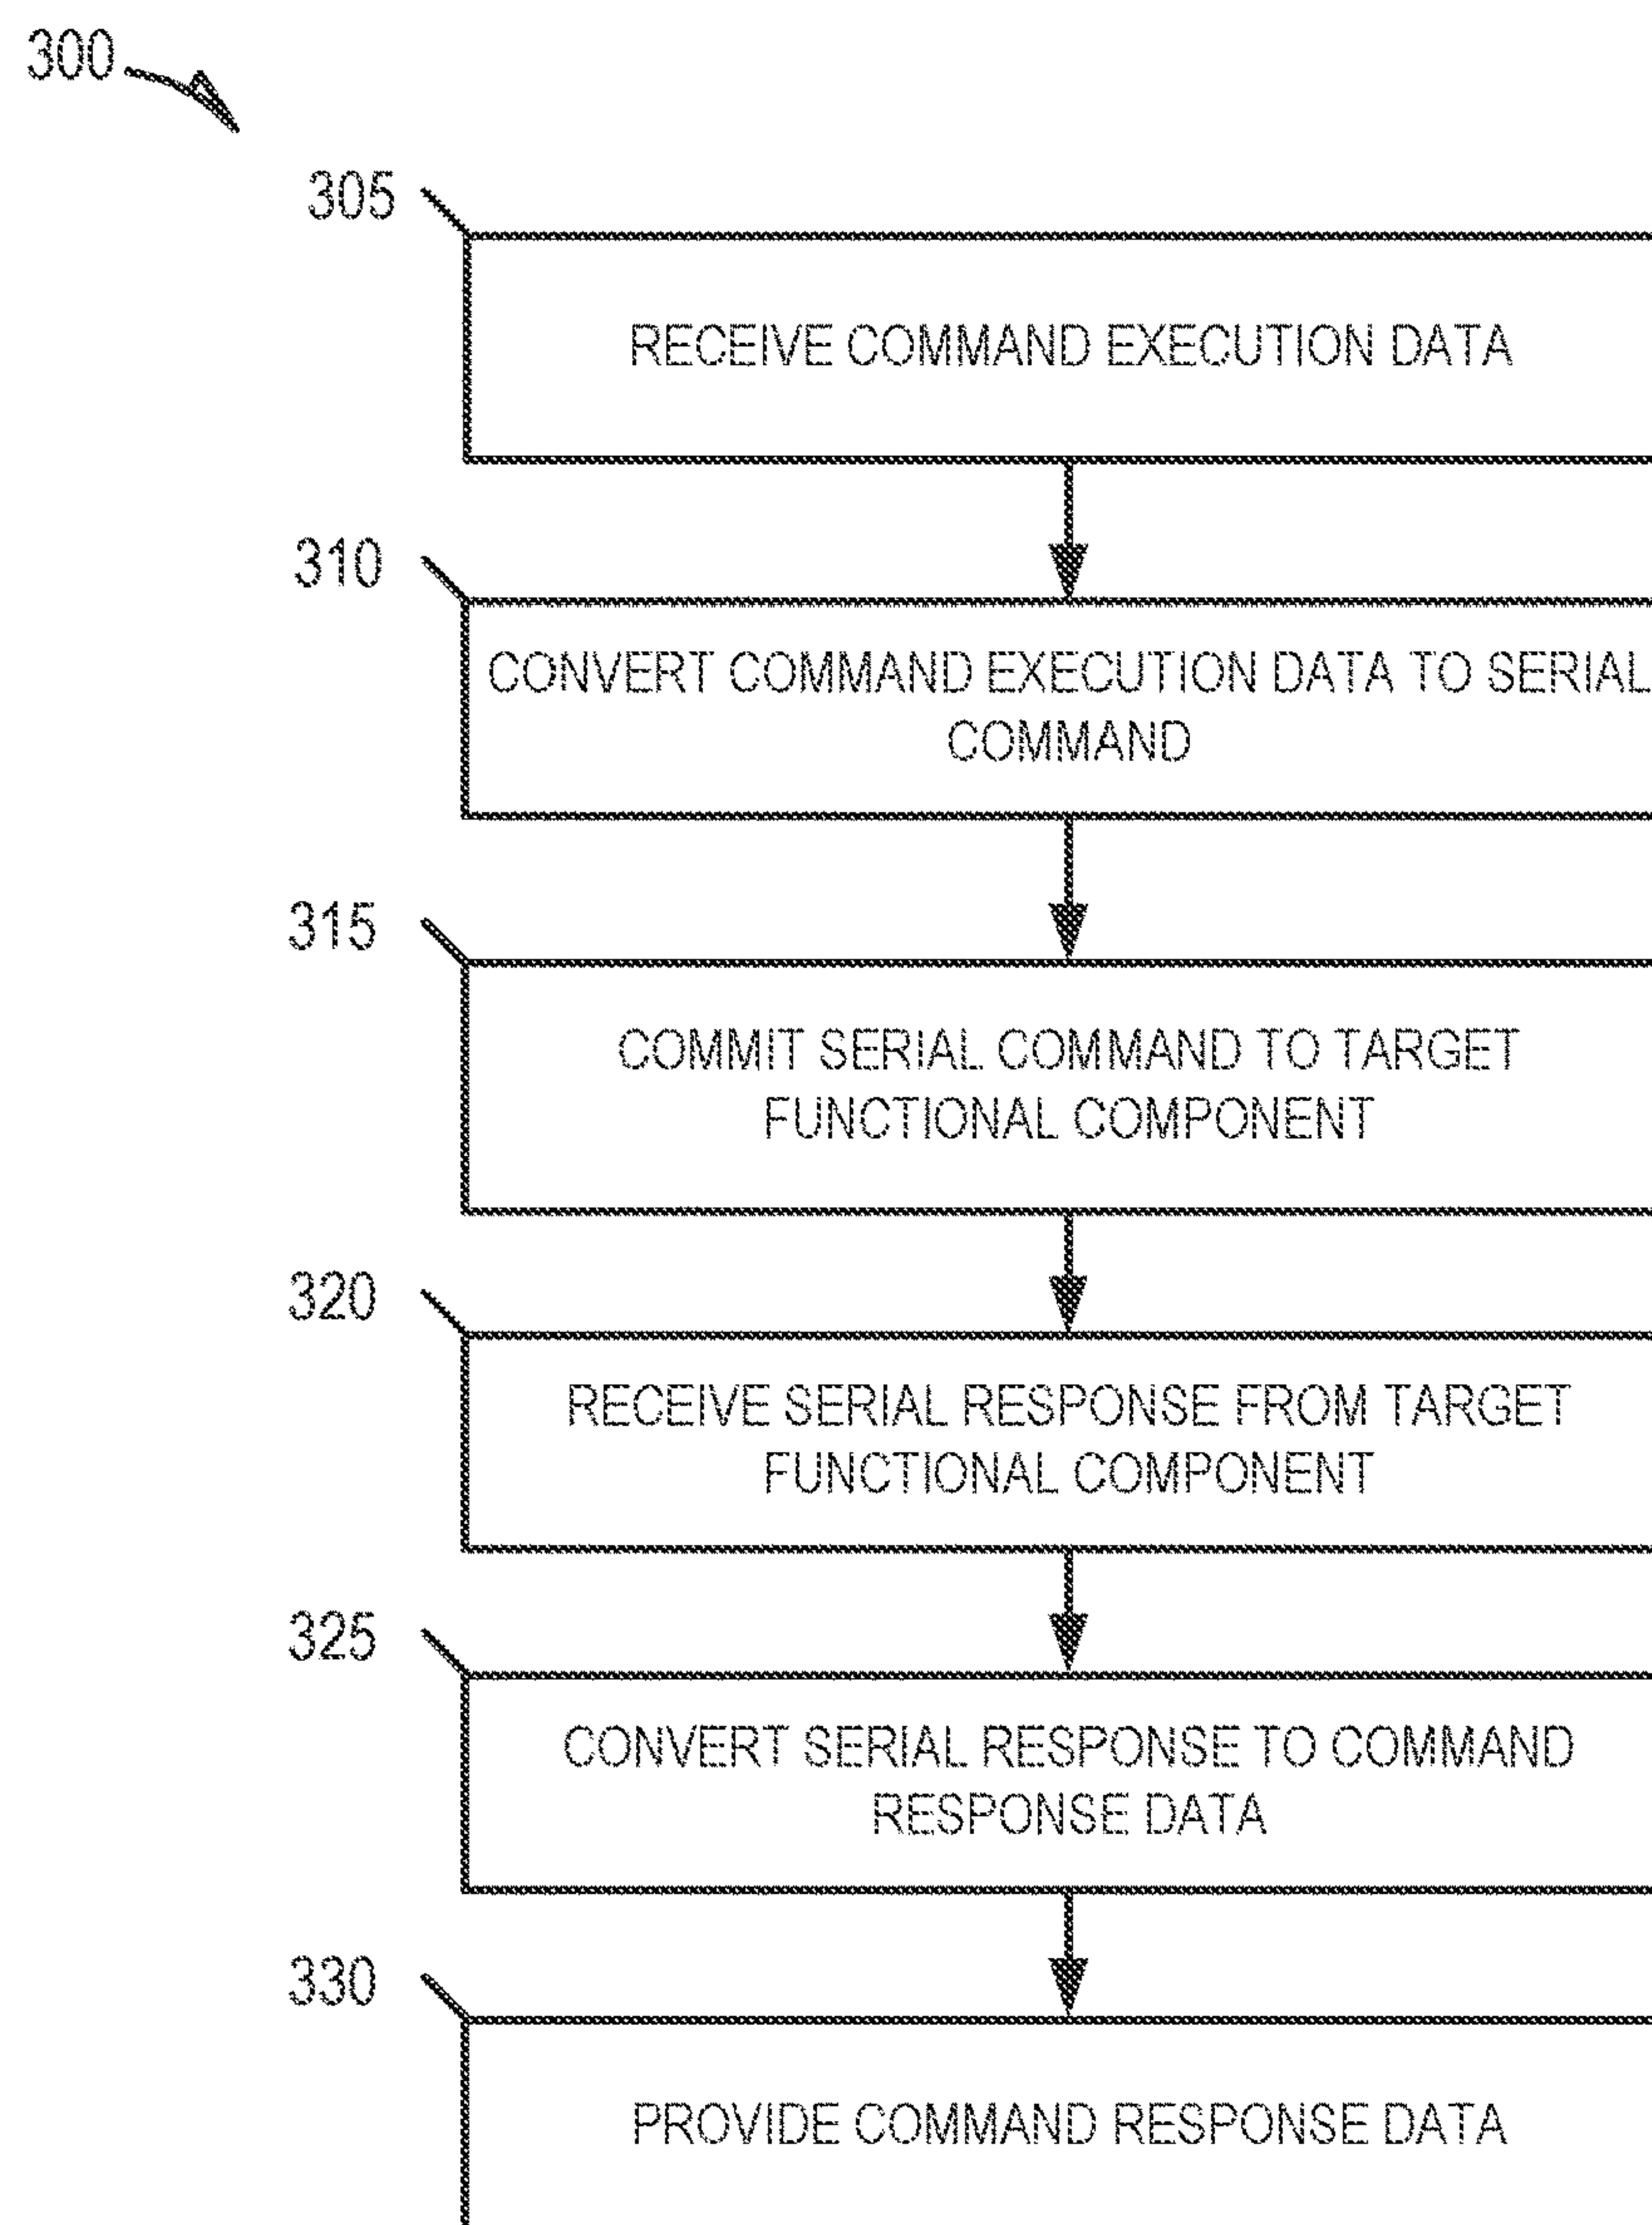 300
305
RECEIVE COMMAND EXECUTION DATA
310
CONVERT COMMAND EXECUTION DATA TO SERIAL
COMMAND
315
COMMIT SERIAL COMMAND TO TARGET
FUNCTIONAL COMPONENT
320
RECEIVE SERIAL RESPONSE FROM TARGET
FUNCTIONAL COMPONENT
325
CONVERT SERIAL RESPONSE TO COMMAND
RESPONSE DATA
330
PROVIDE COMMAND RESPONSE DATA